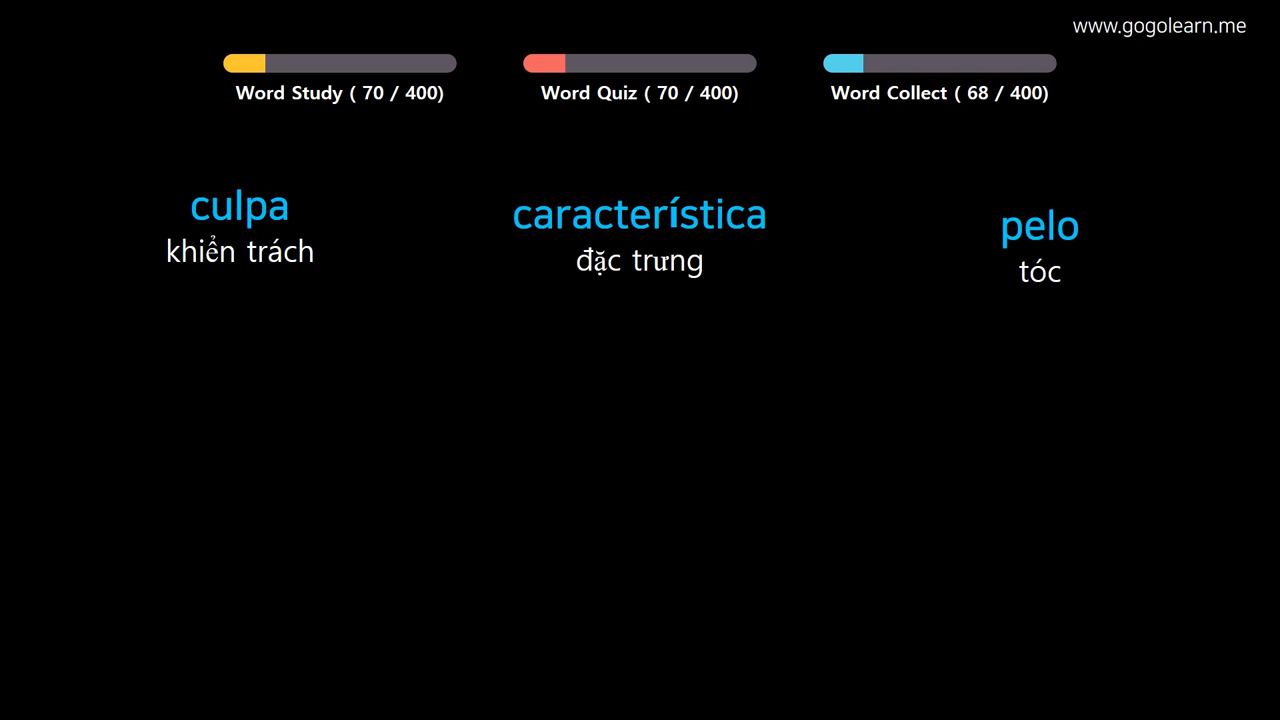 www.gogolearn.me
Word Study ( 70 / 400)
Word Quiz ( 70 / 400)
Word Collect ( 68 / 400)
culpa
khiển trách
característica
đặc trưng
pelo
tóc